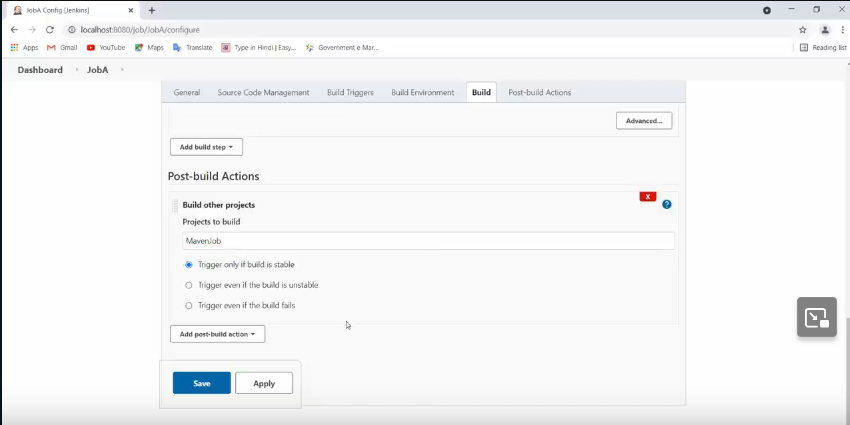 JobA Config [Jenkins]
localhost:8080/job/JobA/configure
Apps Gmail YouTube Maps Translate Type in Hindi | Easy... Government e Mar... Reading list
Dashboard JobA
General Source Code Management Build Triggers Build Environment Build Post-build Actions
Advanced...
Add build step
Post-build Actions
Build other projects
X
?
Projects to build
MavenJob
Trigger only if build is stable
Trigger even if the build is unstable
Trigger even if the build fails
Add post-build action
Save Apply